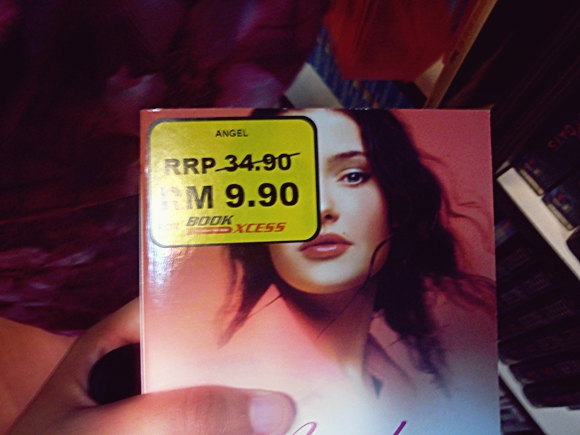 ANGEL
RRP 34.90
RM 9.90
BOOK
XCESS